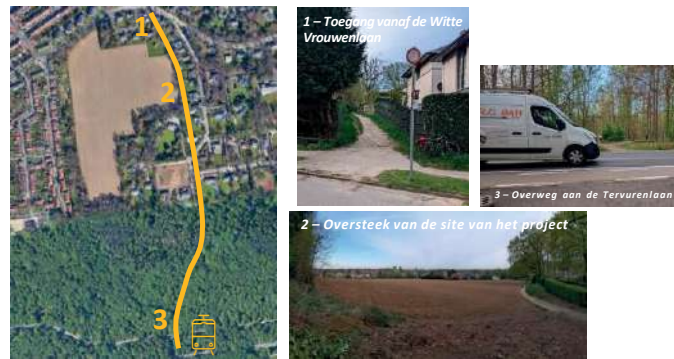 1
2
3
1 – Toegang vanaf de Witte
Vrouwenlaan
3 – Overweg aan de Tervurenlaan
2 – Oversteek van de site van het project